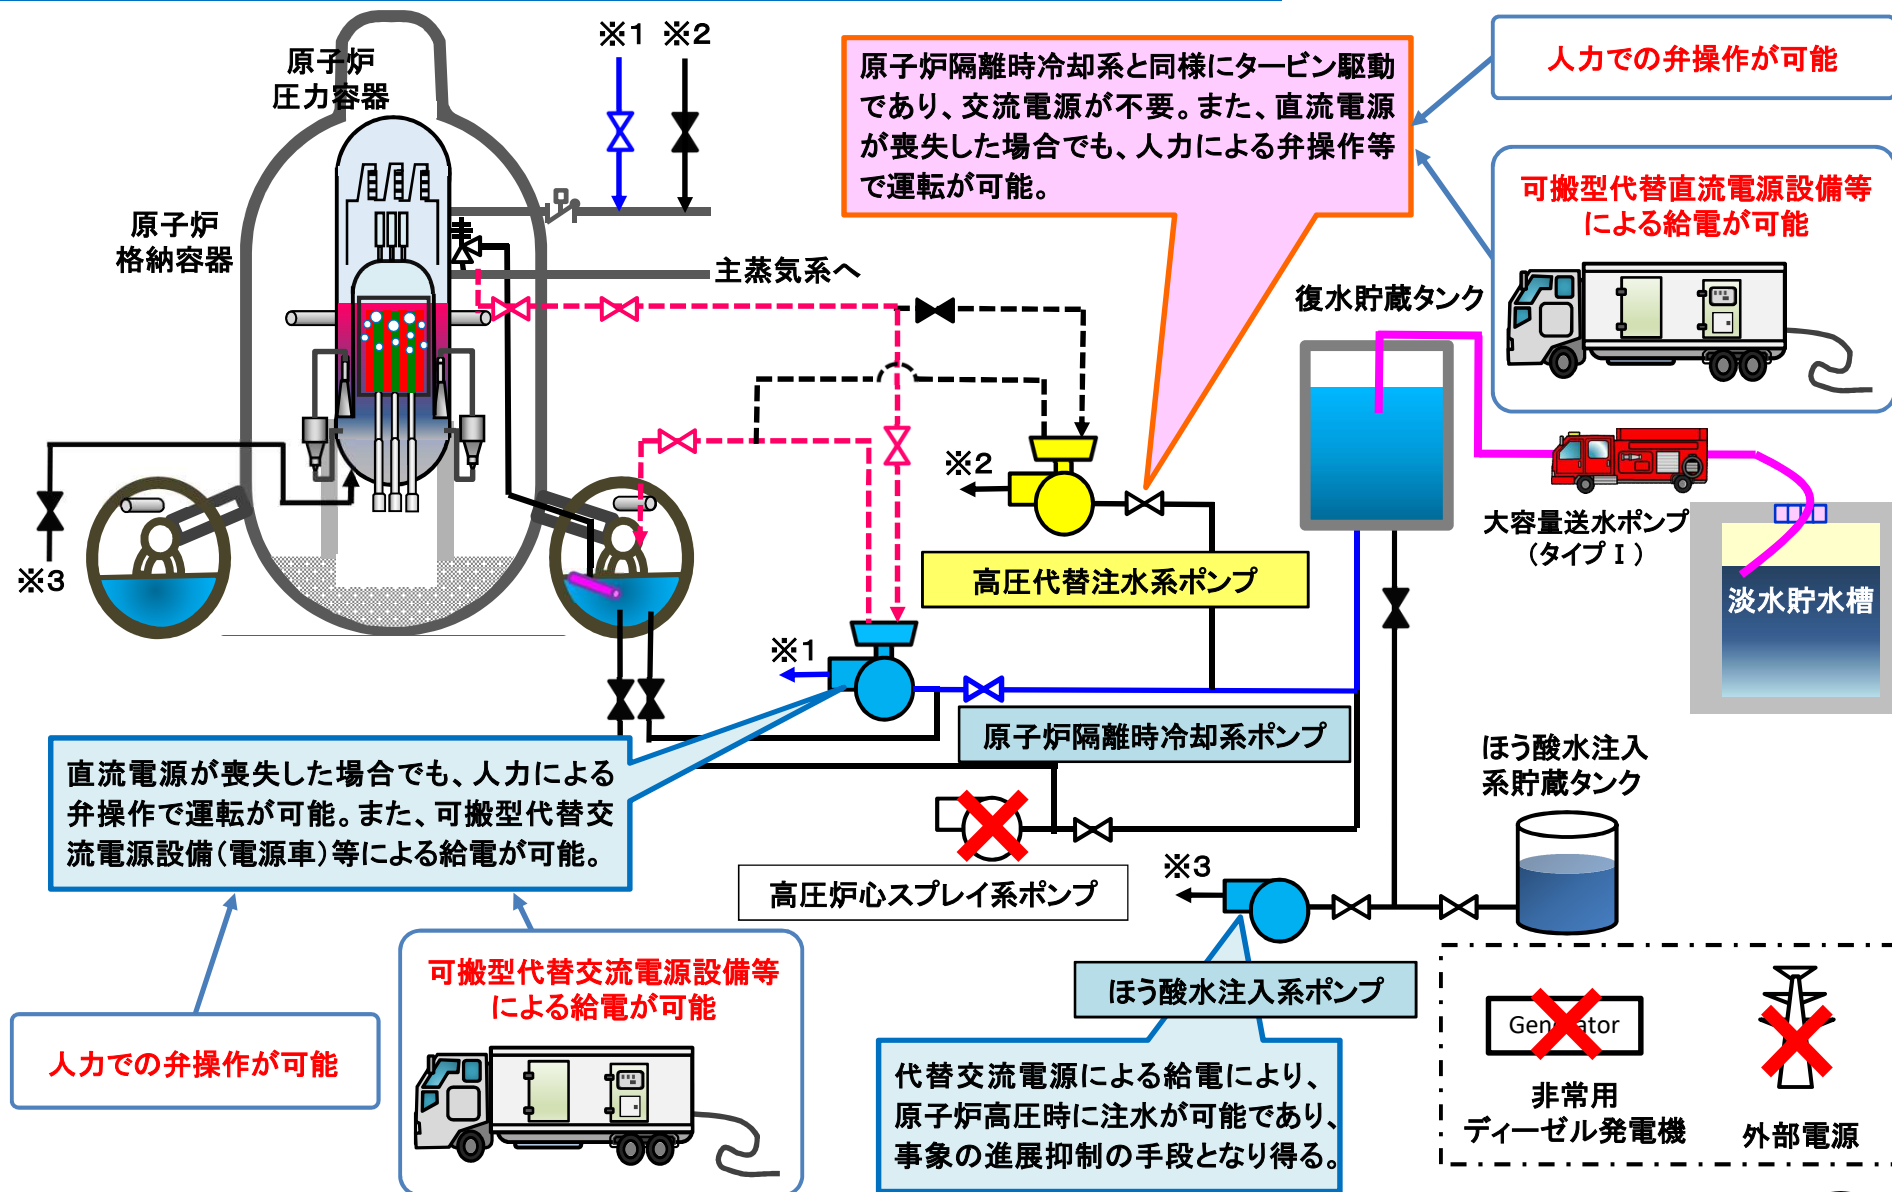 ※1
※2
原子炉
圧力容器
原子炉
格納容器
主蒸気系へ
※3
原子炉隔離時冷却系と同様にタービン駆動
であり、交流電源が不要。また、直流電源
が喪失した場合でも、人力による弁操作等
で運転が可能。
人力での弁操作が可能
可搬型代替直流電源設備等
による給電が可能
復水貯蔵タンク
大容量送水ポンプ
（タイプⅠ）
淡水貯水槽
※2
高圧代替注水系ポンプ
※1
原子炉隔離時冷却系ポンプ
直流電源が喪失した場合でも、人力による
弁操作で運転が可能。また、可搬型代替交
流電源設備（電源車）等による給電が可能。
高圧炉心スプレイ系ポンプ
ほう酸水注入
系貯蔵タンク
※3
ほう酸水注入系ポンプ
人力での弁操作が可能
可搬型代替交流電源設備等
による給電が可能
代替交流電源による給電により、
原子炉高圧時に注水が可能であり、
事象の進展抑制の手段となり得る。
Generator
非常用
ディーゼル発電機
外部電源